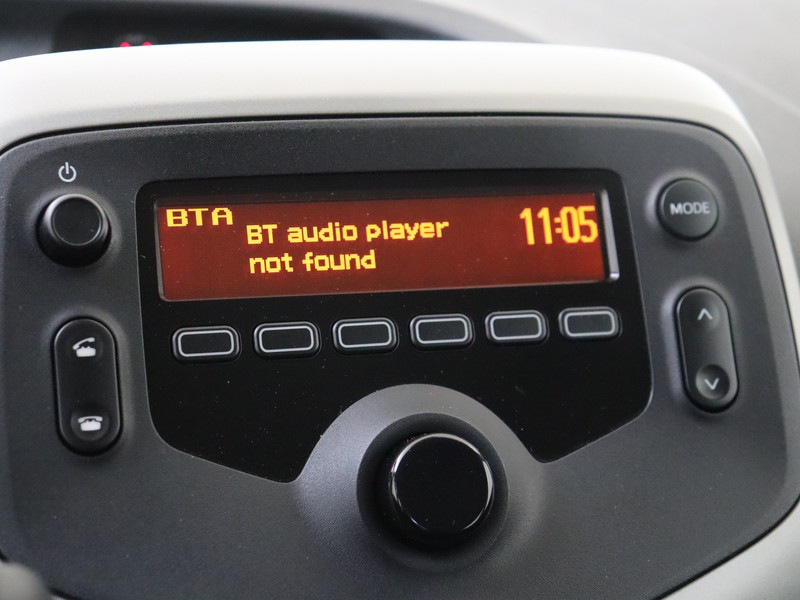 BTA
BT audio player
not found
11:05
MODE